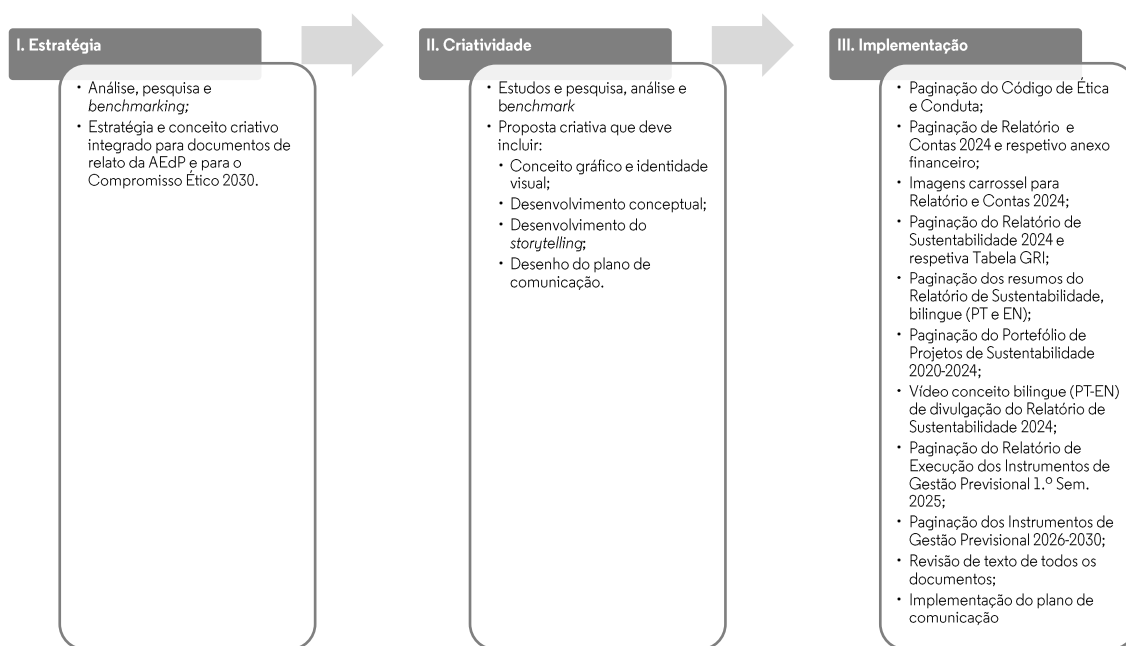 I. Estratégia
• Análise, pesquisa e
benchmarking;
• Estratégia e conceito criativo
integrado para documentos de
relato da AEdP e para o
Compromisso Ético 2030.
II. Criatividade
• Estudos e pesquisa, análise e
benchmark
• Proposta criativa que deve
incluir:
• Conceito gráfico e identidade
visual;
• Desenvolvimento conceptual;
• Desenvolvimento do
storytelling;
• Desenho do plano de
comunicação.
III. Implementação
• Paginação do Código de Ética
e Conduta;
• Paginação de Relatório e
Contas 2024 e respetivo anexo
financeiro;
• Imagens carrossel para
Relatório e Contas 2024;
• Paginação do Relatório de
Sustentabilidade 2024 e
respetiva Tabela GRI;
• Paginação dos resumos do
Relatório de Sustentabilidade,
bilingue (PT e EN);
• Paginação do Portefólio de
Projetos de Sustentabilidade
2020-2024;
• Vídeo conceito bilingue (PT-EN)
de divulgação do Relatório de
Sustentabilidade 2024;
• Paginação do Relatório de
Execução dos Instrumentos de
Gestão Previsional 1.º Sem.
2025;
• Paginação dos Instrumentos de
Gestão Previsional 2026-2030;
• Revisão de texto de todos os
documentos;
• Implementação do plano de
comunicação